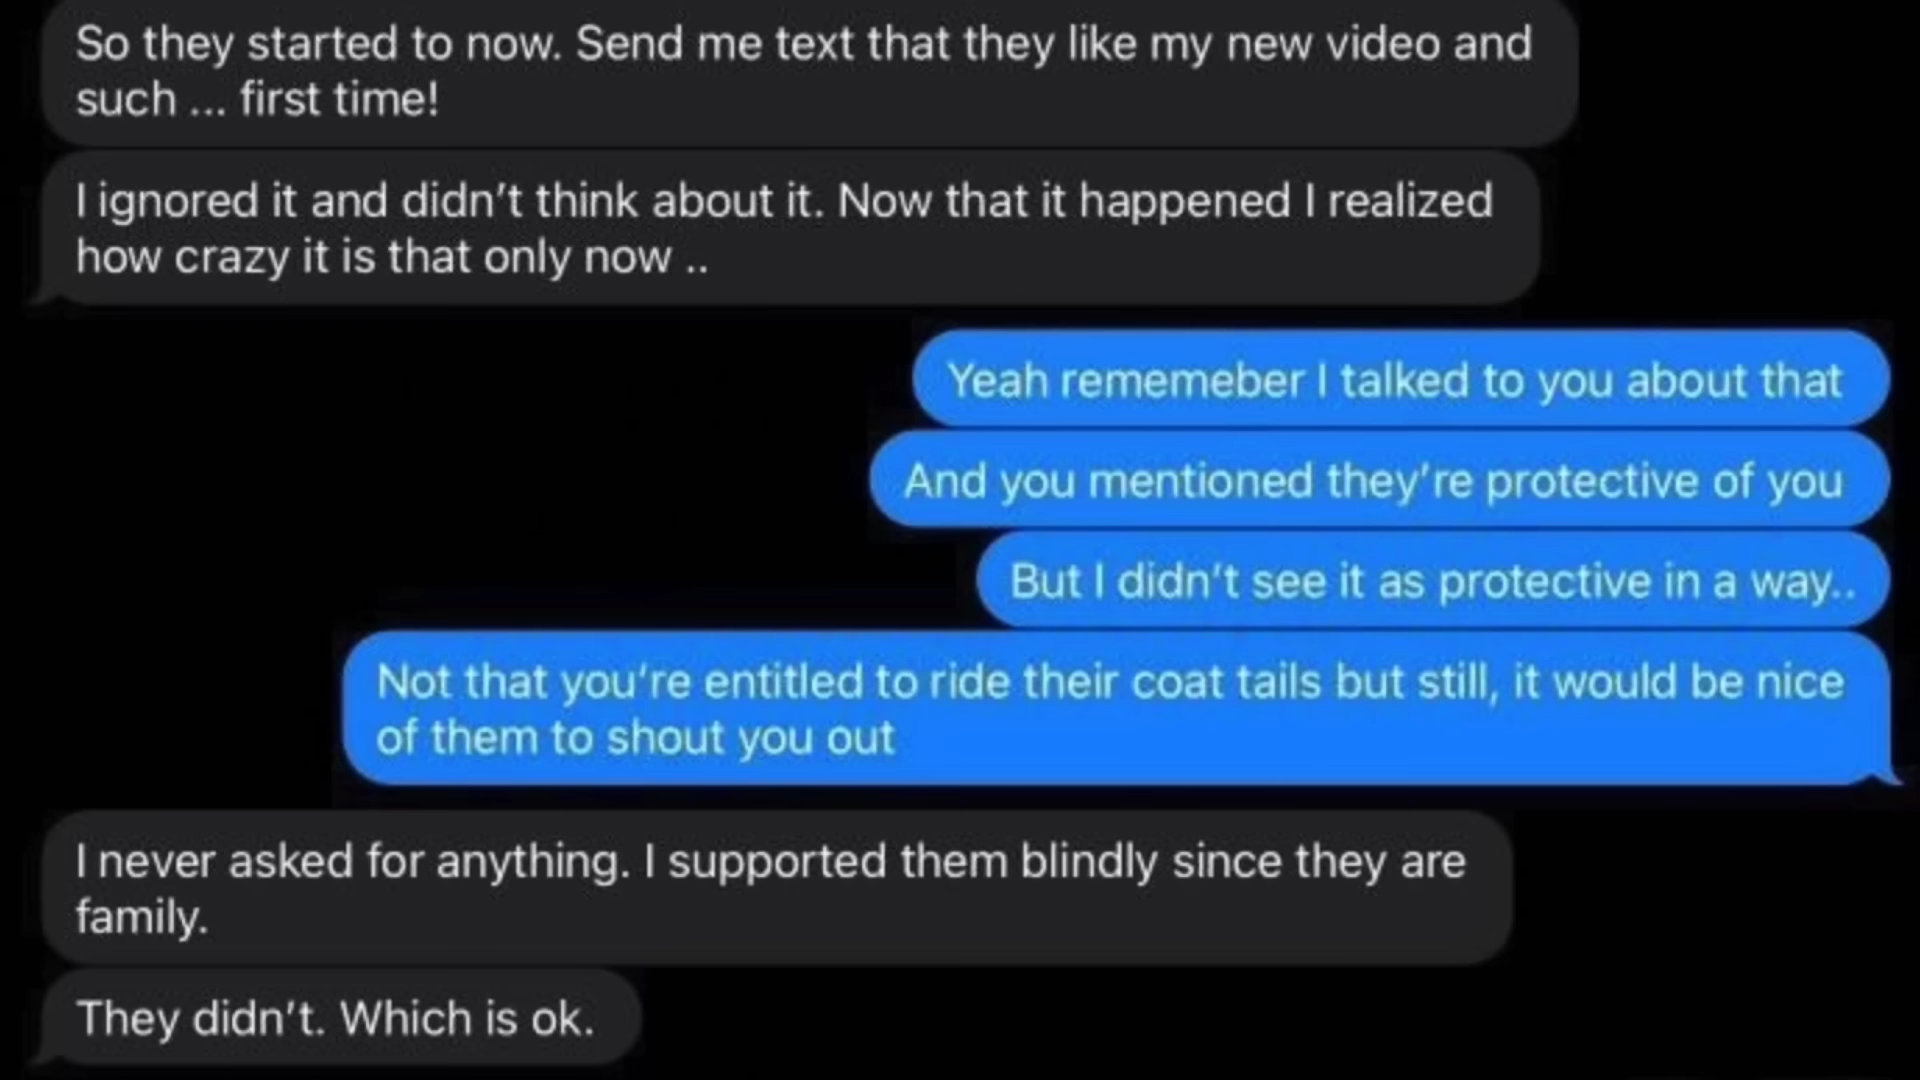 So they started to now. Send me text that they like my new video and
such ... first time!
I ignored it and didn't think about it. Now that it happened I realized
how crazy it is that only now ..
Yeah rememeber I talked to you about that
And you mentioned they're protective of you
But I didn't see it as protective in a way..
Not that you're entitled to ride their coat tails but still, it would be nice
of them to shout you out
I never asked for anything. I supported them blindly since they are
family.
They didn't. Which is ok.